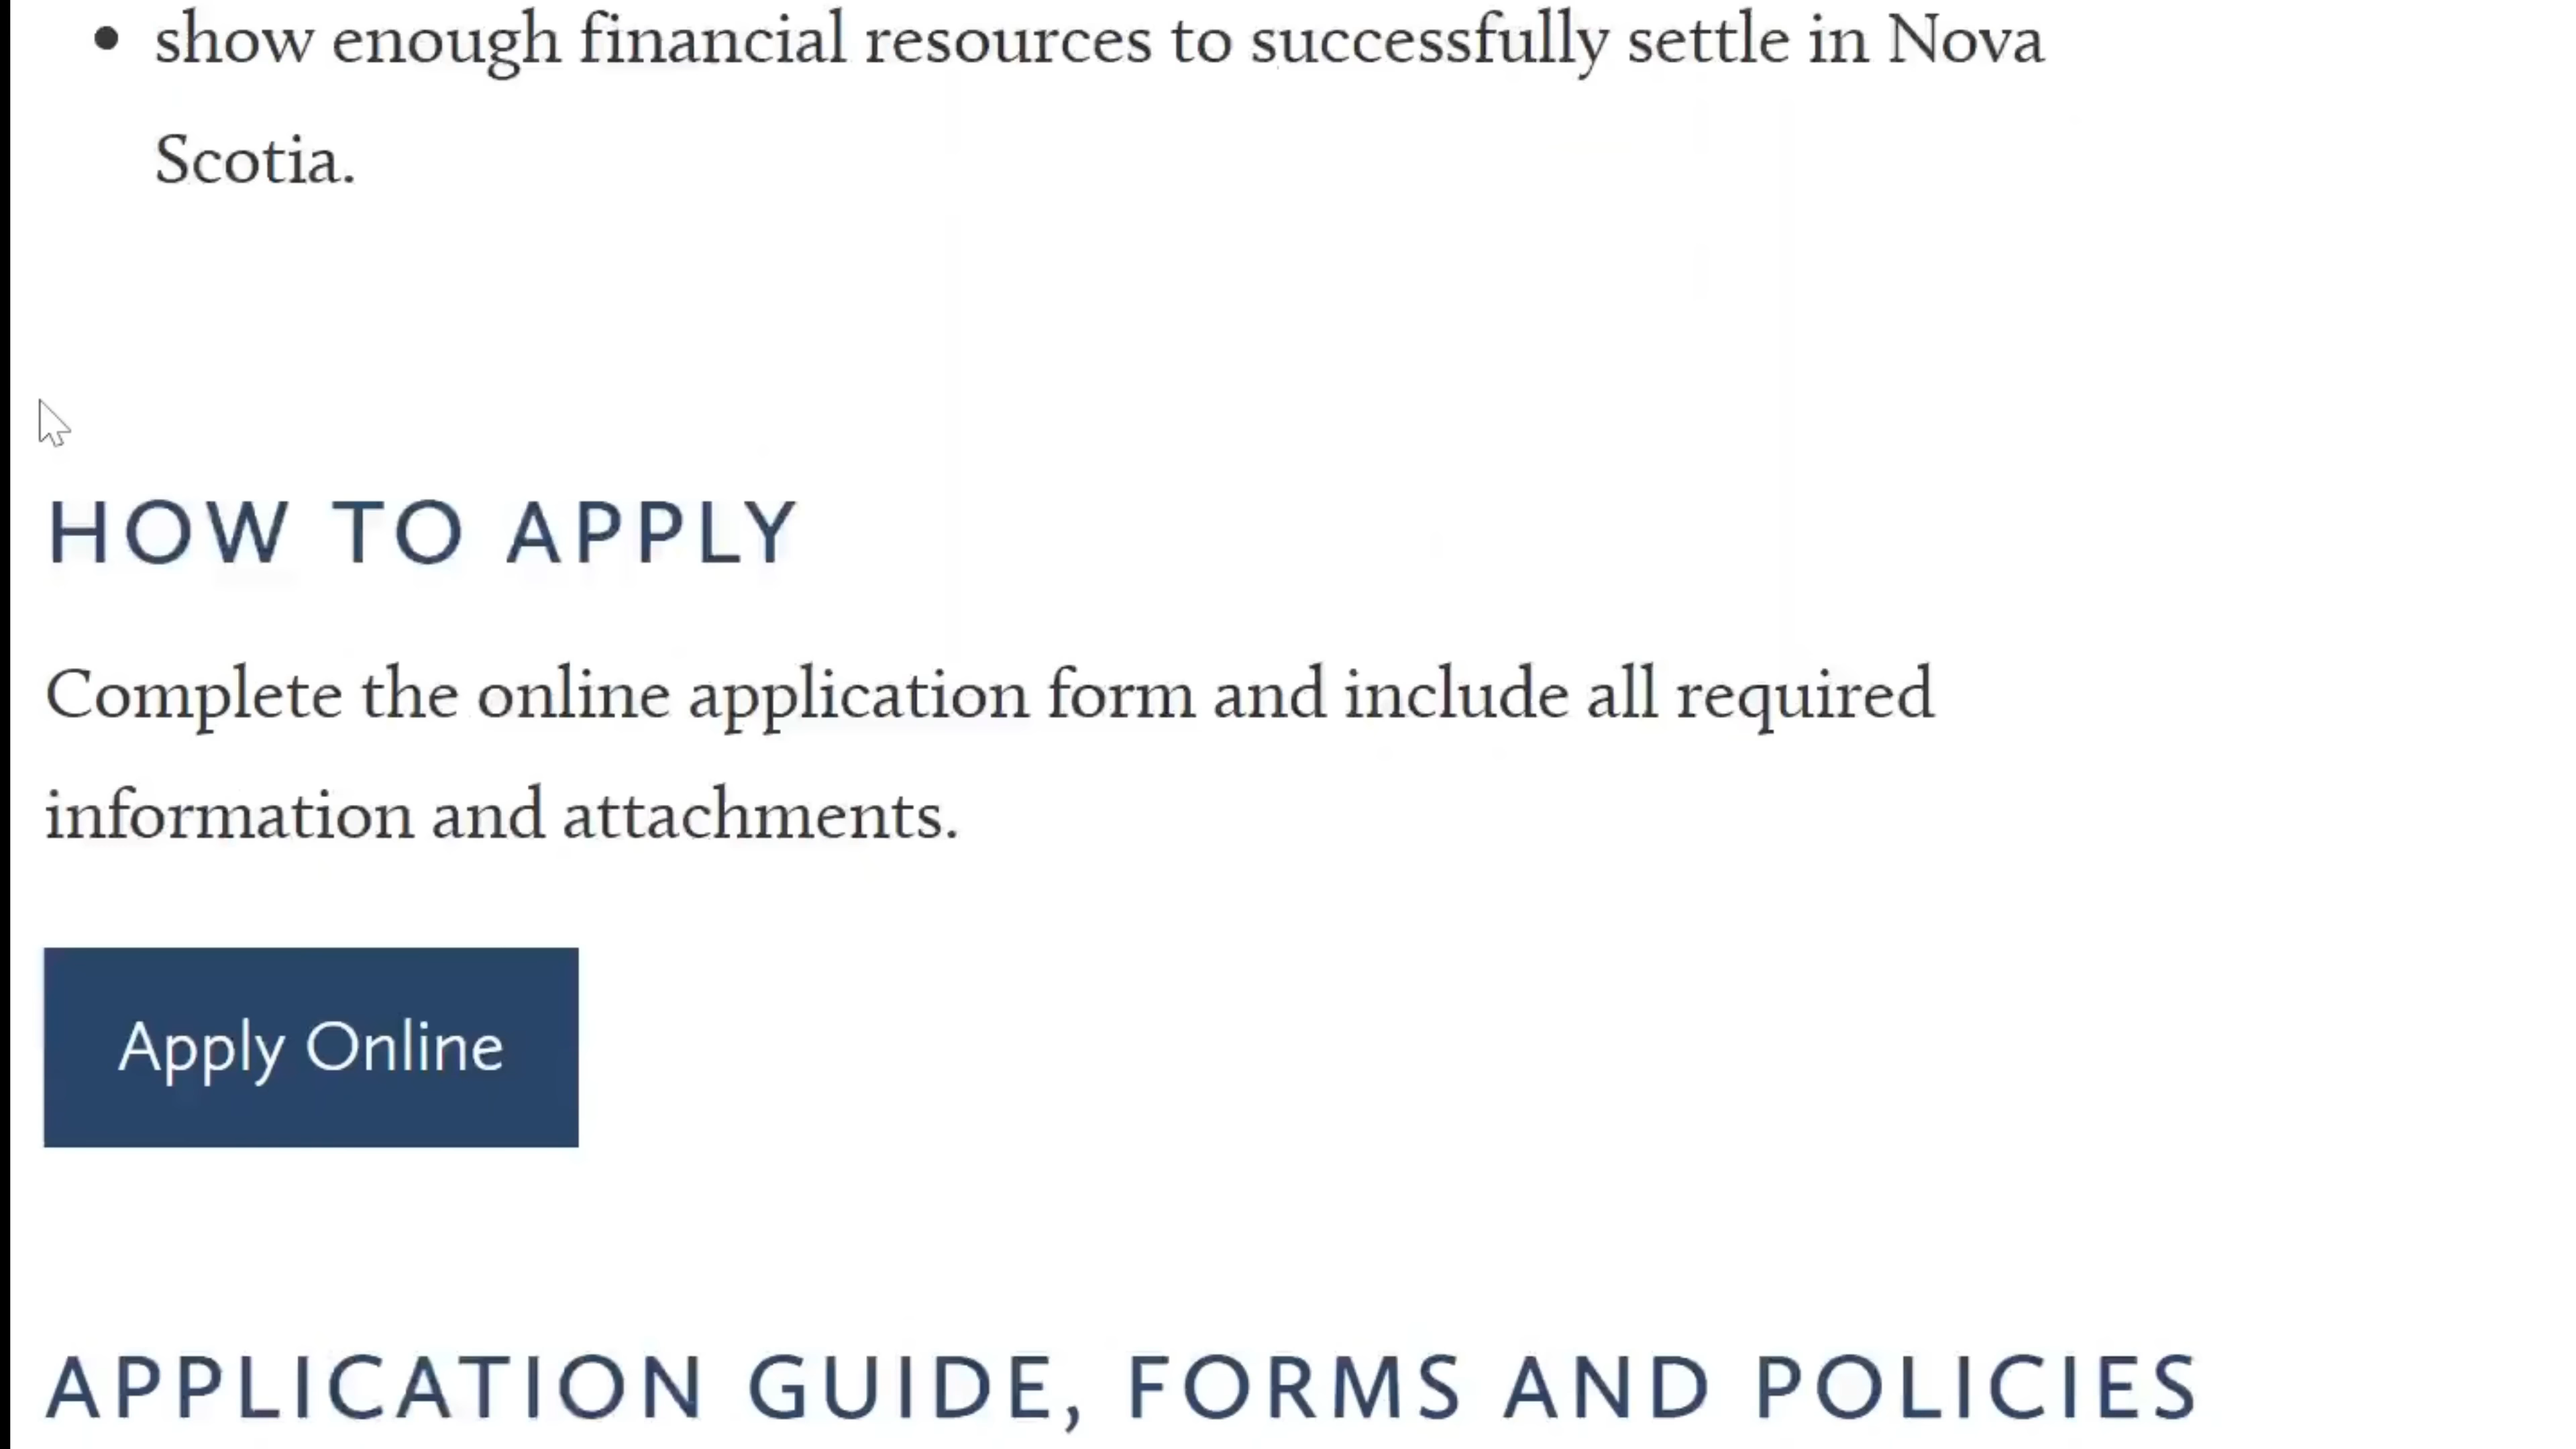 • show enough financial resources to successfully settle in Nova
Scotia.
HOW TO APPLY
Complete the online application form and include all required
information and attachments.
Apply Online
APPLICATION GUIDE, FORMS AND POLICIES